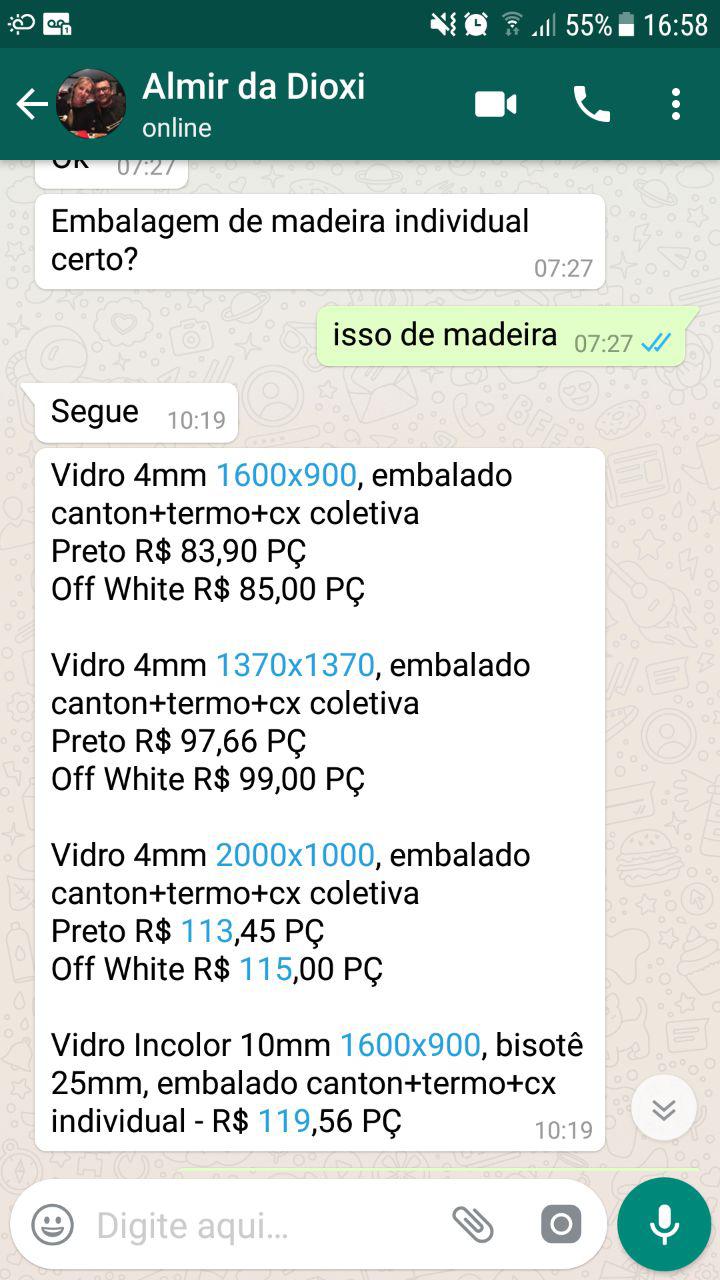 55% 16:58
Almir da Dioxi
online
Ok 07:27
Embalagem de madeira individual
certo? 07:27
isso de madeira 07:27
Segue 10:19
Vidro 4mm 1600x900, embalado
canton+termo+cx coletiva
Preto R$ 83,90 PÇ
Off White R$ 85,00 PÇ
Vidro 4mm 1370x1370, embalado
canton+termo+cx coletiva
Preto R$ 97,66 PÇ
Off White R$ 99,00 PÇ
Vidro 4mm 2000x1000, embalado
canton+termo+cx coletiva
Preto R$ 113,45 PÇ
Off White R$ 115,00 PÇ
Vidro Incolor 10mm 1600x900, bisotê
25mm, embalado canton+termo+cx
individual - R$ 119,56 PÇ 10:19
Digite aqui...